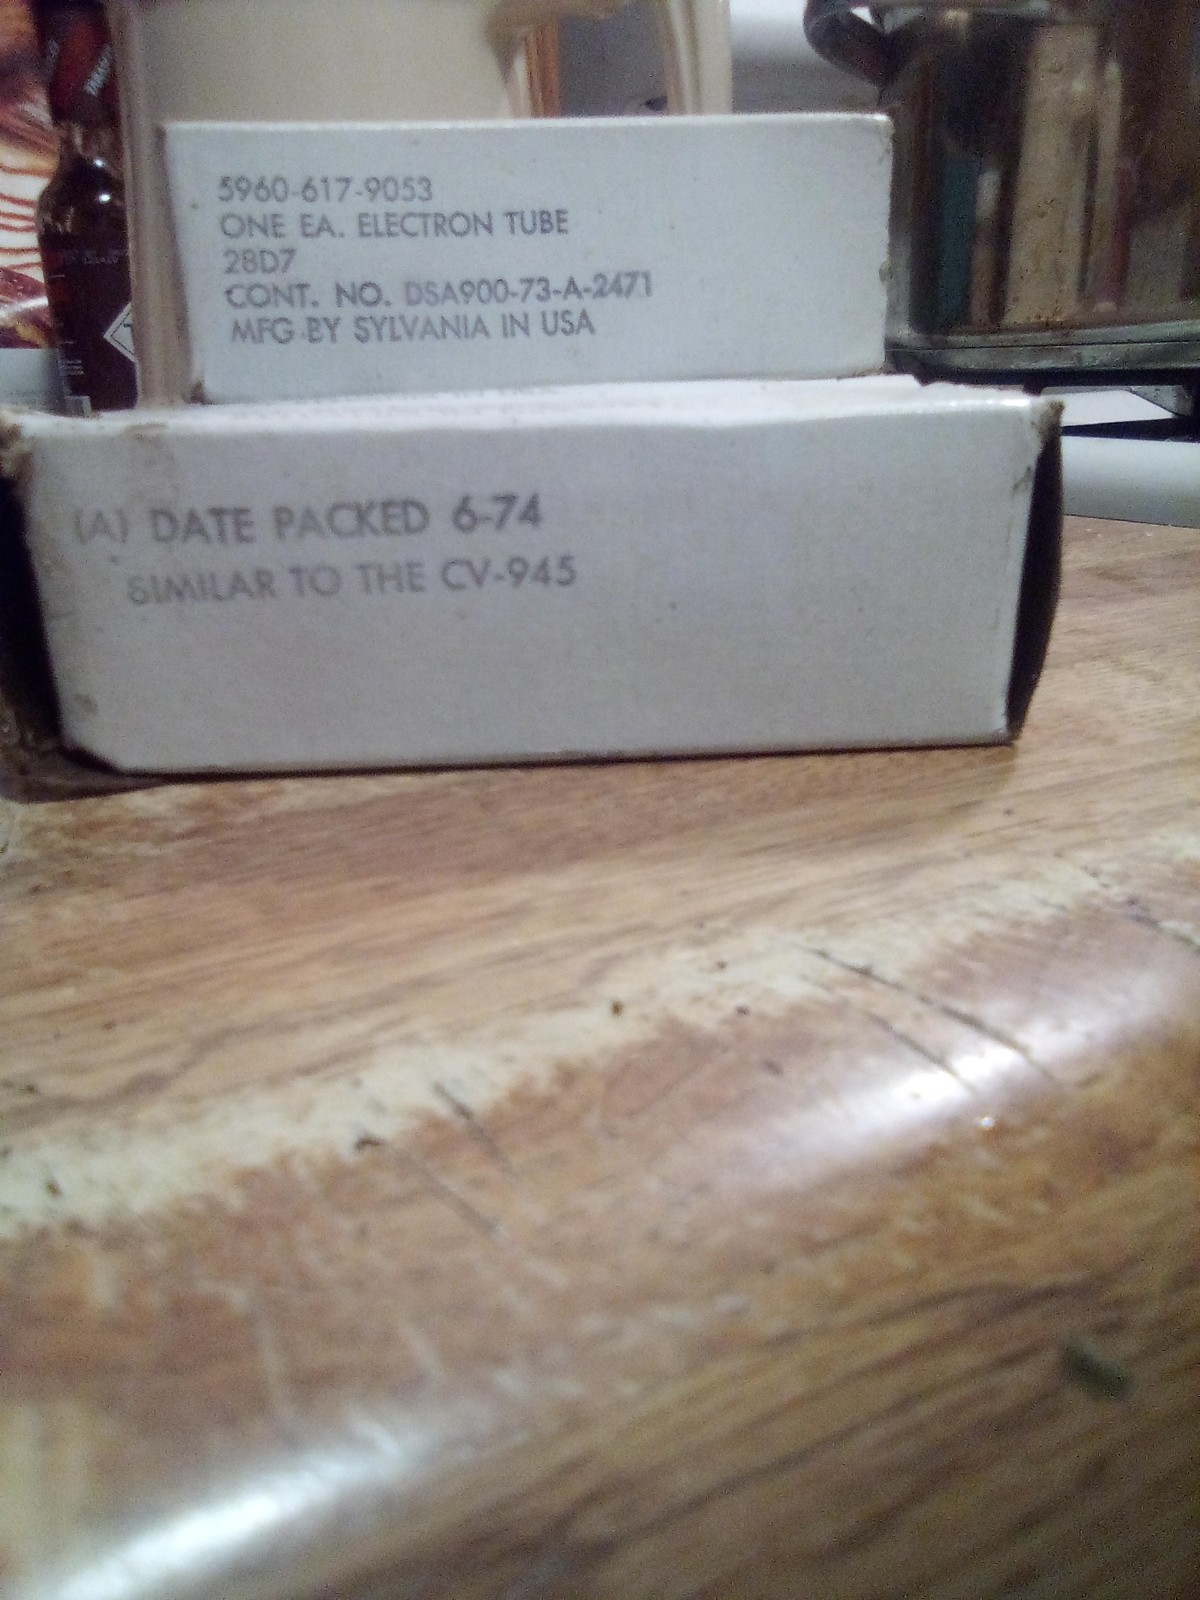 5960-617-9053
ONE EA. ELECTRON TUBE
28D7
CONT. NO. DSA900-73-A-2471
MFG BY SYLVANIA IN USA
(A) DATE PACKED 6-74
SIMILAR TO THE CV-945